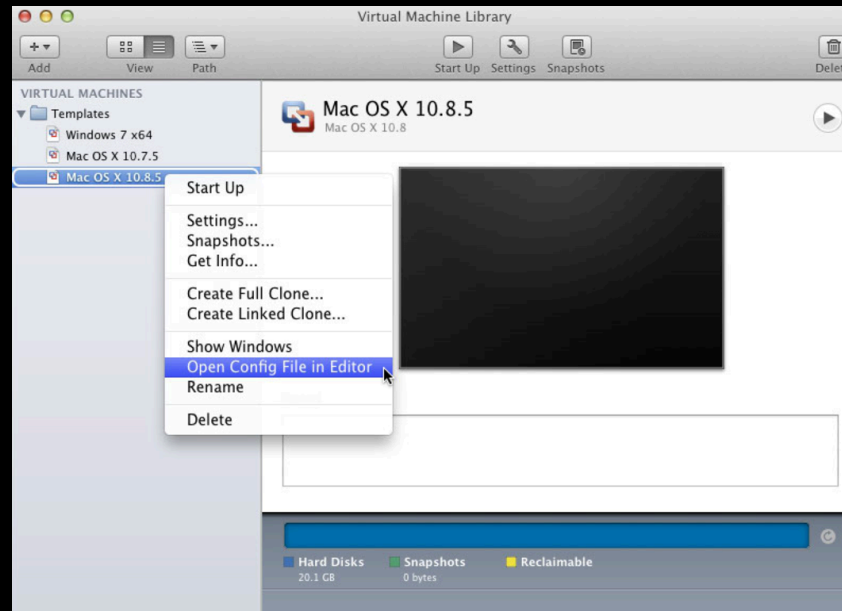 Virtual Machine Library
Add
View
Path
Start Up
Settings
Snapshots
VIRTUAL MACHINES
Templates
Windows 7 x64
Mac OS X 10.7.5
Mac OS X 10.8.5
Mac OS X 10.8.5
Mac OS X 10.8
Start Up
Settings...
Snapshots...
Get Info...
Create Full Clone...
Create Linked Clone...
Show Windows
Open Config File in Editor
Rename
Delete
Hard Disks
20.1 GB
Snapshots
0 bytes
Reclaimable